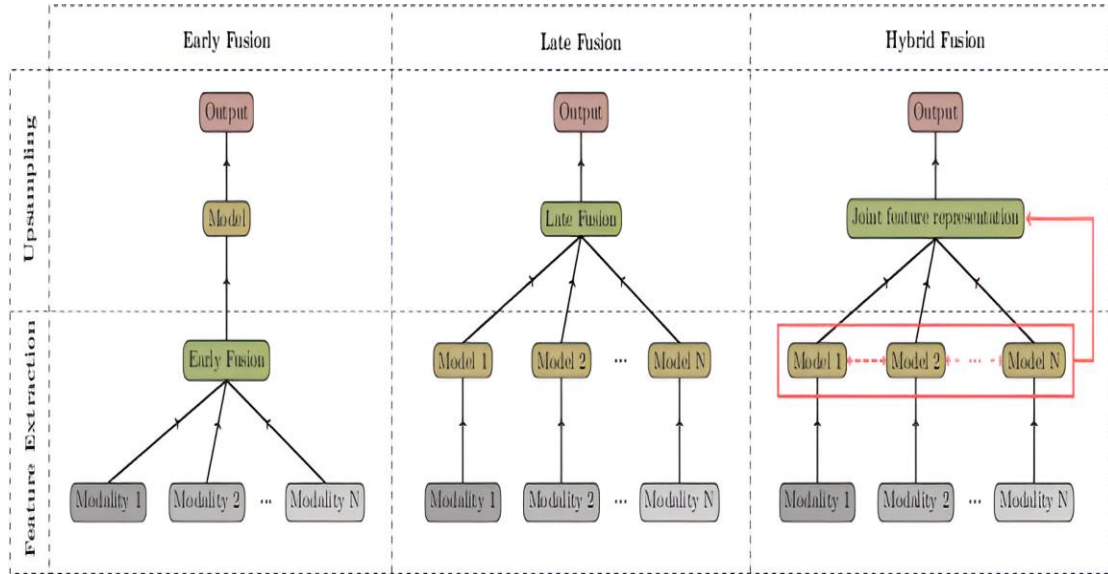 Early Fusion
Late Fusion
Hybrid Fusion
Upsampling
Output
Output
Output
Model
Late Fusion
Joint feature representation
Feature Extraction
Early Fusion
Model 1
Model 2
...
Model N
Model 1
Model 2
...
Model N
Modality 1
Modality 2
...
Modality N
Modality 1
Modality 2
...
Modality N
Modality 1
Modality 2
...
Modality N